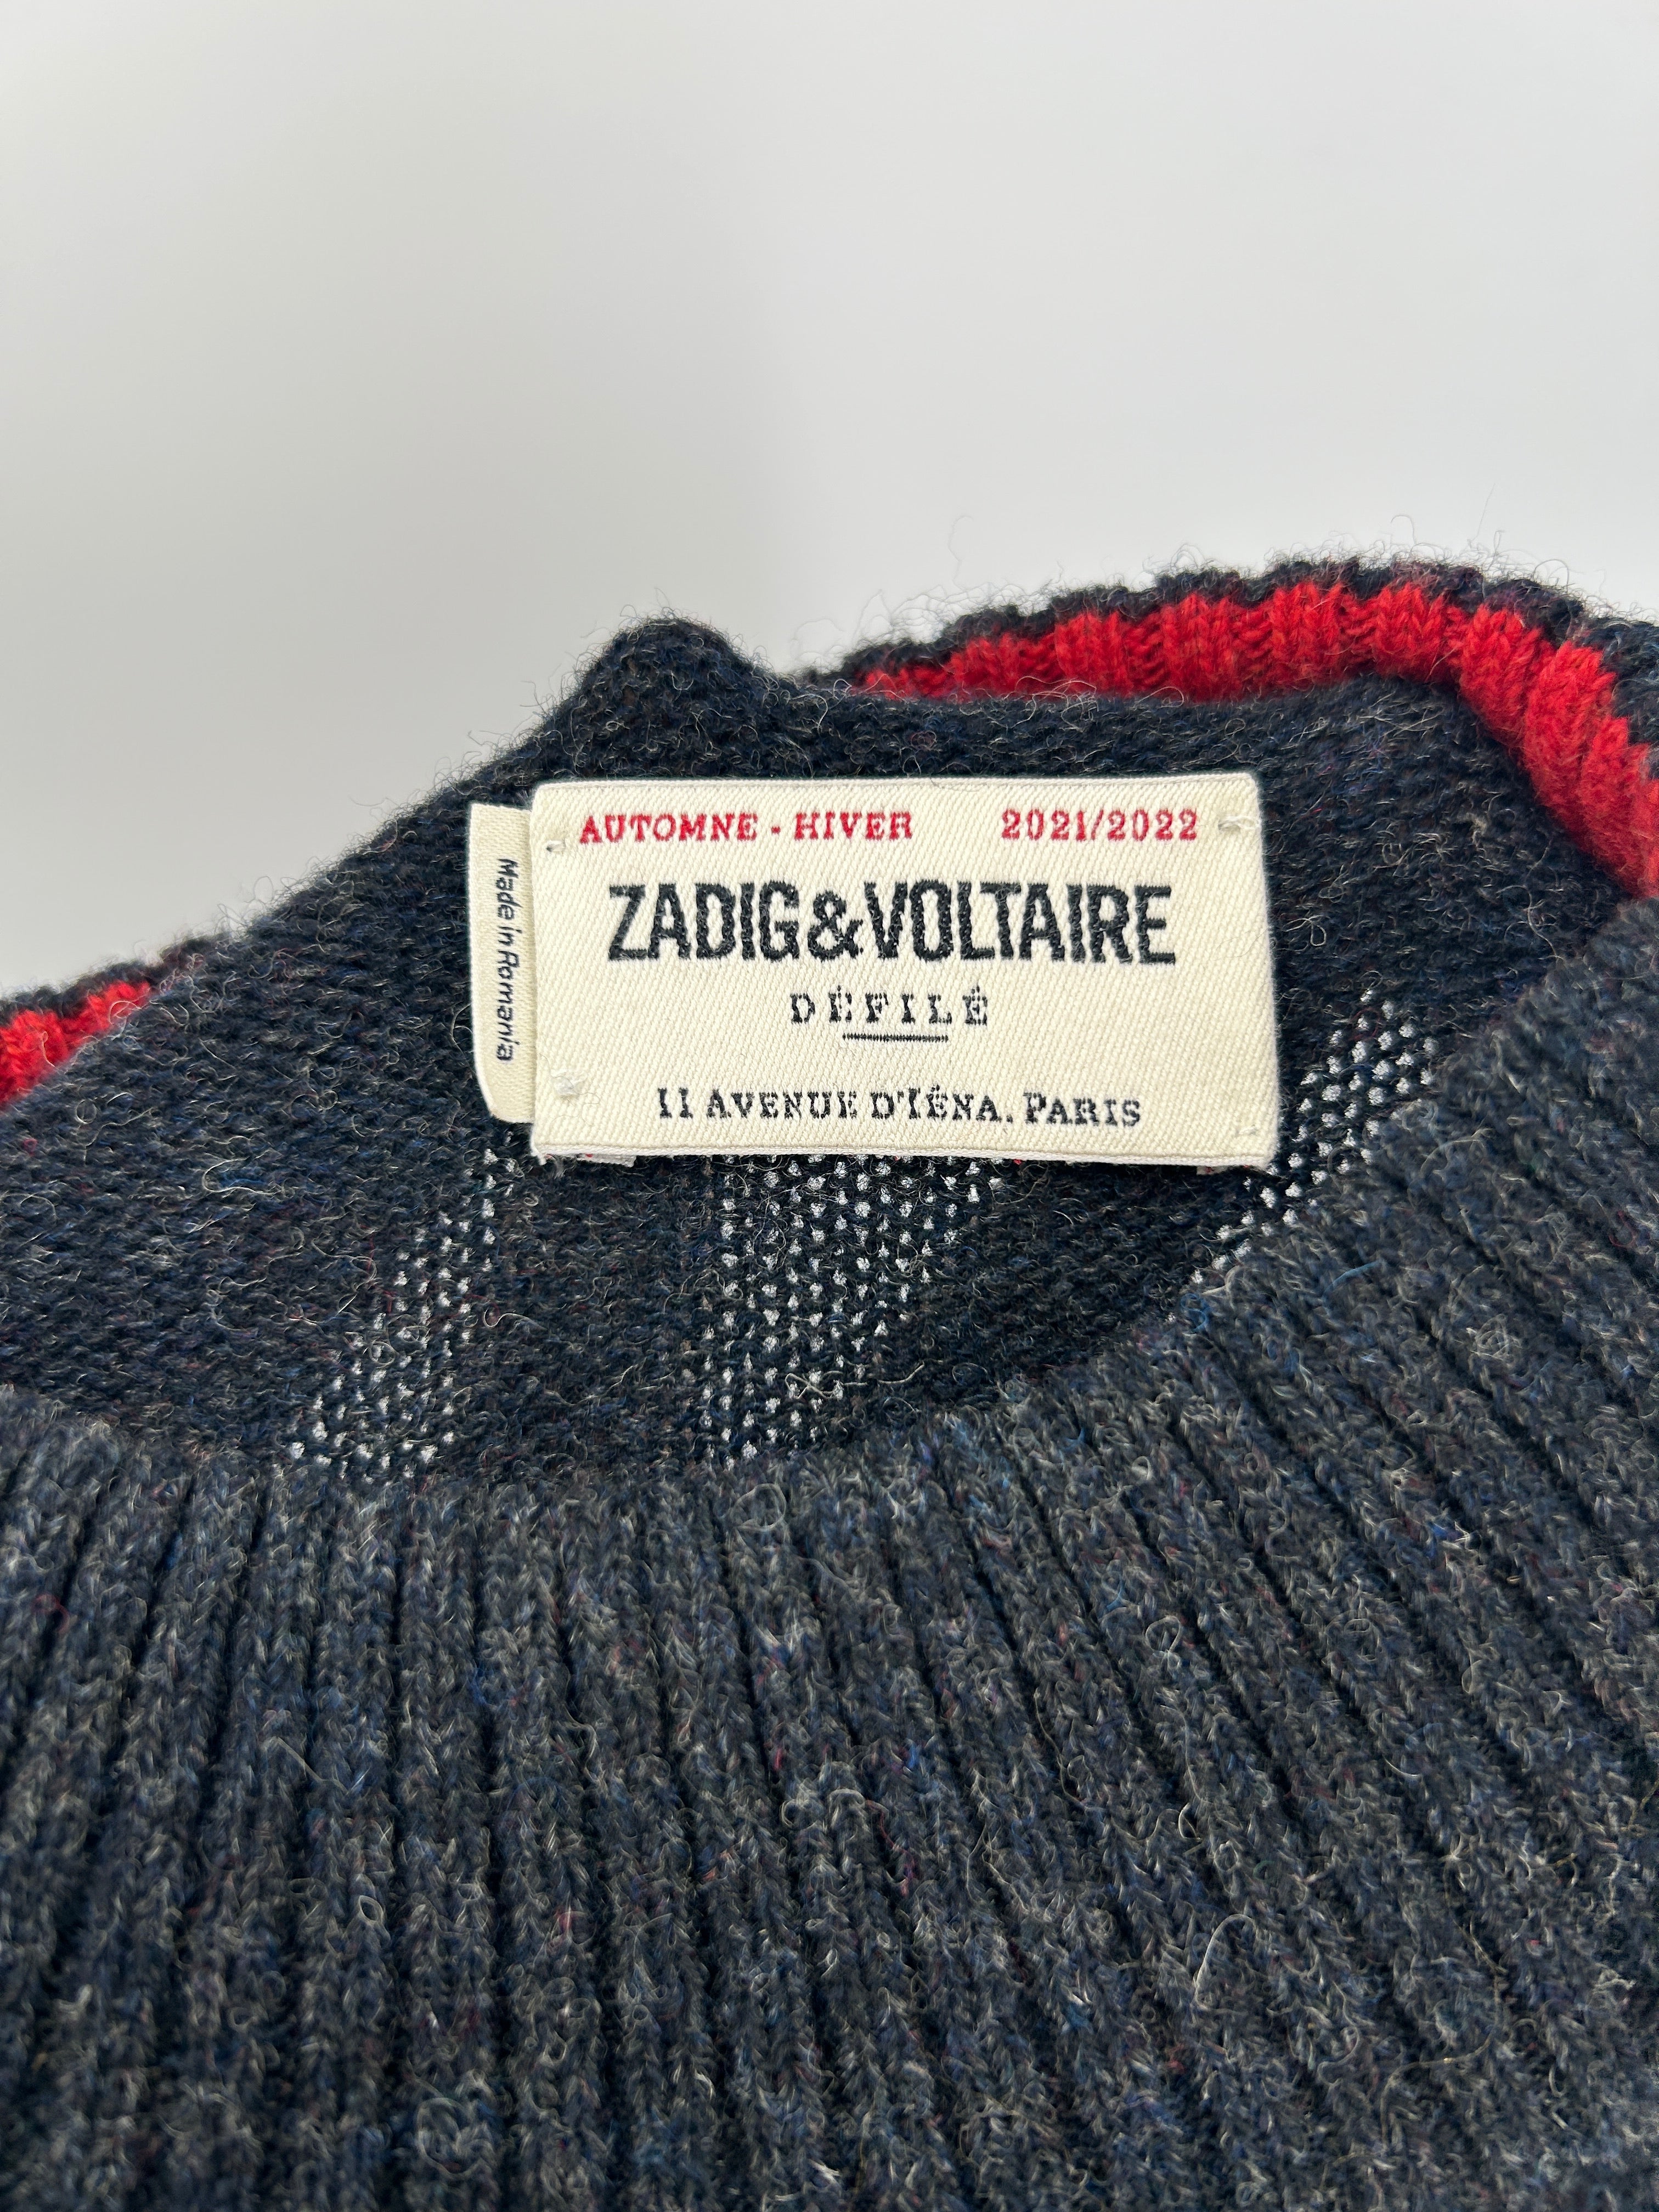 AUTOMNE - HIVER 2021/2022
ZADIG&VOLTAIRE
DÉFILÉ
11 AVENUE D'IÉNA. PARIS
Made in Romania